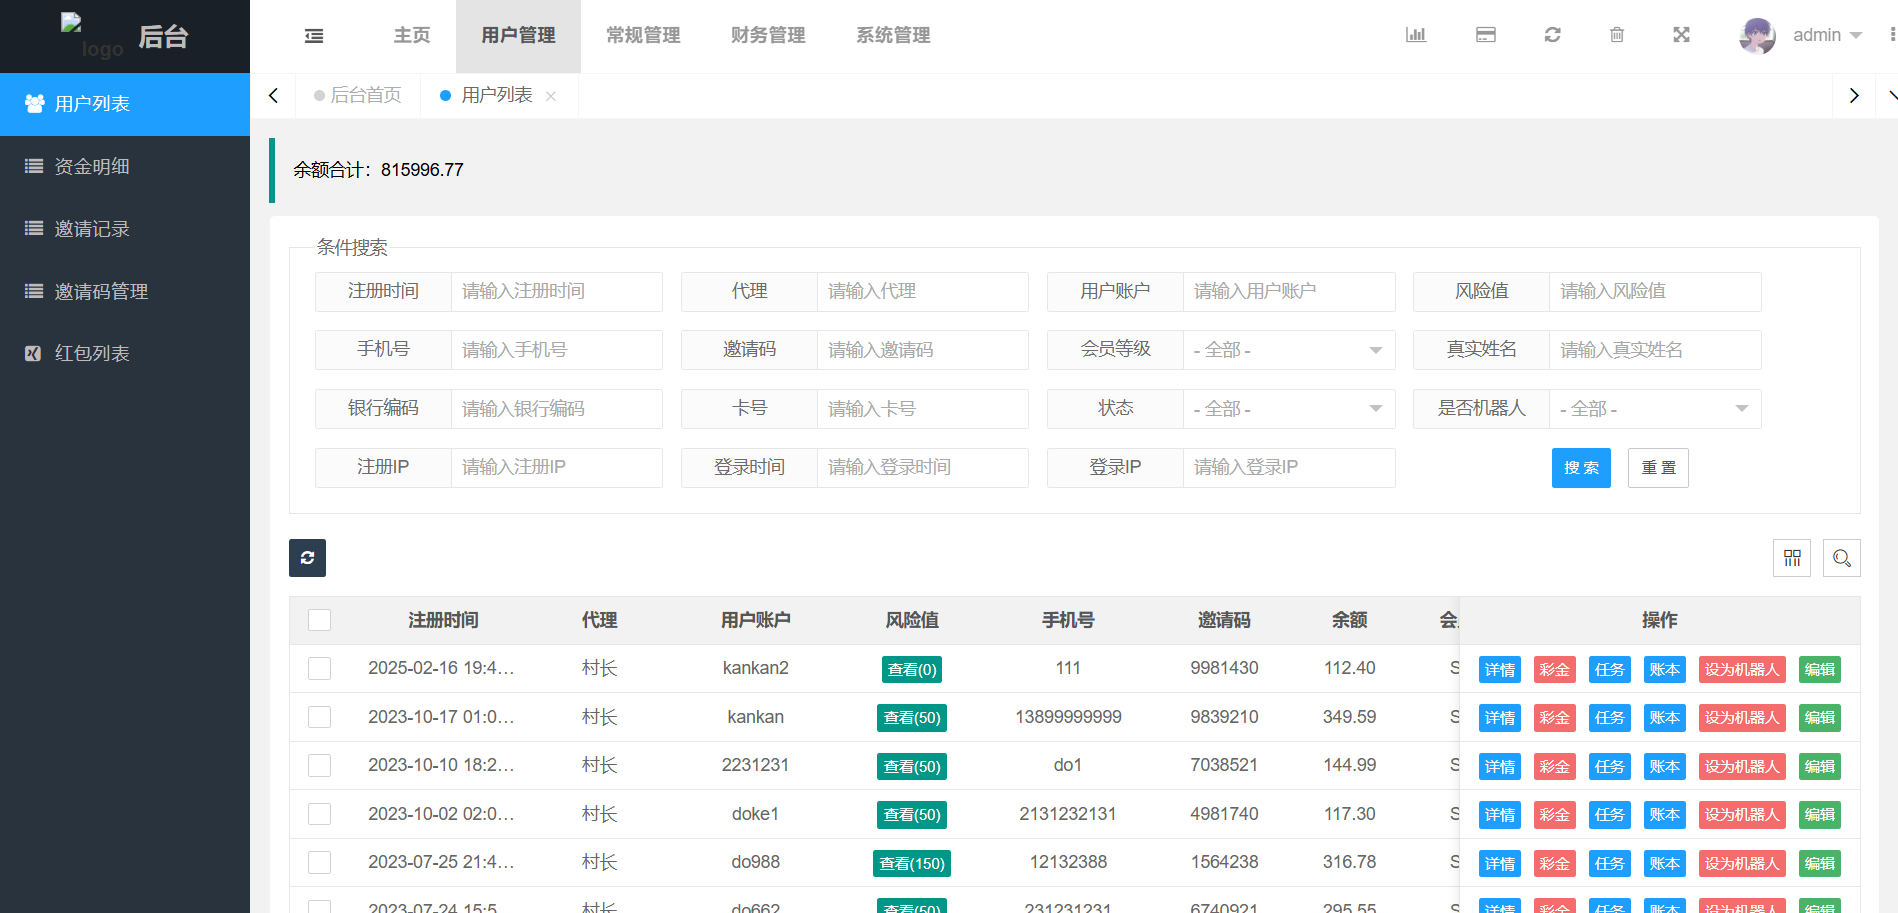 logo 后台
主页 用户管理 常规管理 财务管理 系统管理 admin
用户列表
资金明细
邀请记录
邀请码管理
红包列表
后台首页 用户列表
余额合计：815996.77
条件搜索
注册时间 请输入注册时间 代理 请输入代理 用户账户 请输入用户账户 风险值 请输入风险值
手机号 请输入手机号 邀请码 请输入邀请码 会员等级 - 全部 - 真实姓名 请输入真实姓名
银行编码 请输入银行编码 卡号 请输入卡号 状态 - 全部 - 是否机器人 - 全部 -
注册IP 请输入注册IP 登录时间 请输入登录时间 登录IP 请输入登录IP 搜 索 重 置
注册时间 代理 用户账户 风险值 手机号 邀请码 余额 会 操作
2025-02-16 19:4… 村长 kankan2 查看(0) 111 9981430 112.40 S 详情 彩金 任务 账本 设为机器人 编辑
2023-10-17 01:0… 村长 kankan 查看(50) 13899999999 9839210 349.59 S 详情 彩金 任务 账本 设为机器人 编辑
2023-10-10 18:2… 村长 2231231 查看(50) do1 7038521 144.99 S 详情 彩金 任务 账本 设为机器人 编辑
2023-10-02 02:0… 村长 doke1 查看(50) 2131232131 4981740 117.30 S 详情 彩金 任务 账本 设为机器人 编辑
2023-07-25 21:4… 村长 do988 查看(150) 12132388 1564238 316.78 S 详情 彩金 任务 账本 设为机器人 编辑
2023-07-24 15:5 村长 do662 查看(50) 231231231 6740921 295.55 S 详情 彩金 任务 账本 设为机器人 编辑